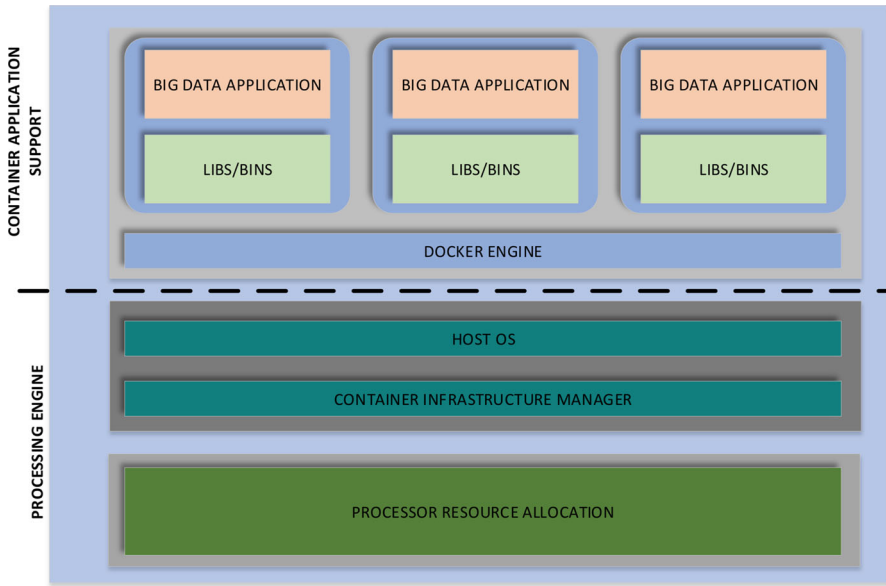 CONTAINER APPLICATION
SUPPORT
BIG DATA APPLICATION
BIG DATA APPLICATION
BIG DATA APPLICATION
LIBS/BINS
LIBS/BINS
LIBS/BINS
DOCKER ENGINE
PROCESSING ENGINE
HOST OS
CONTAINER INFRASTRUCTURE MANAGER
PROCESSOR RESOURCE ALLOCATION